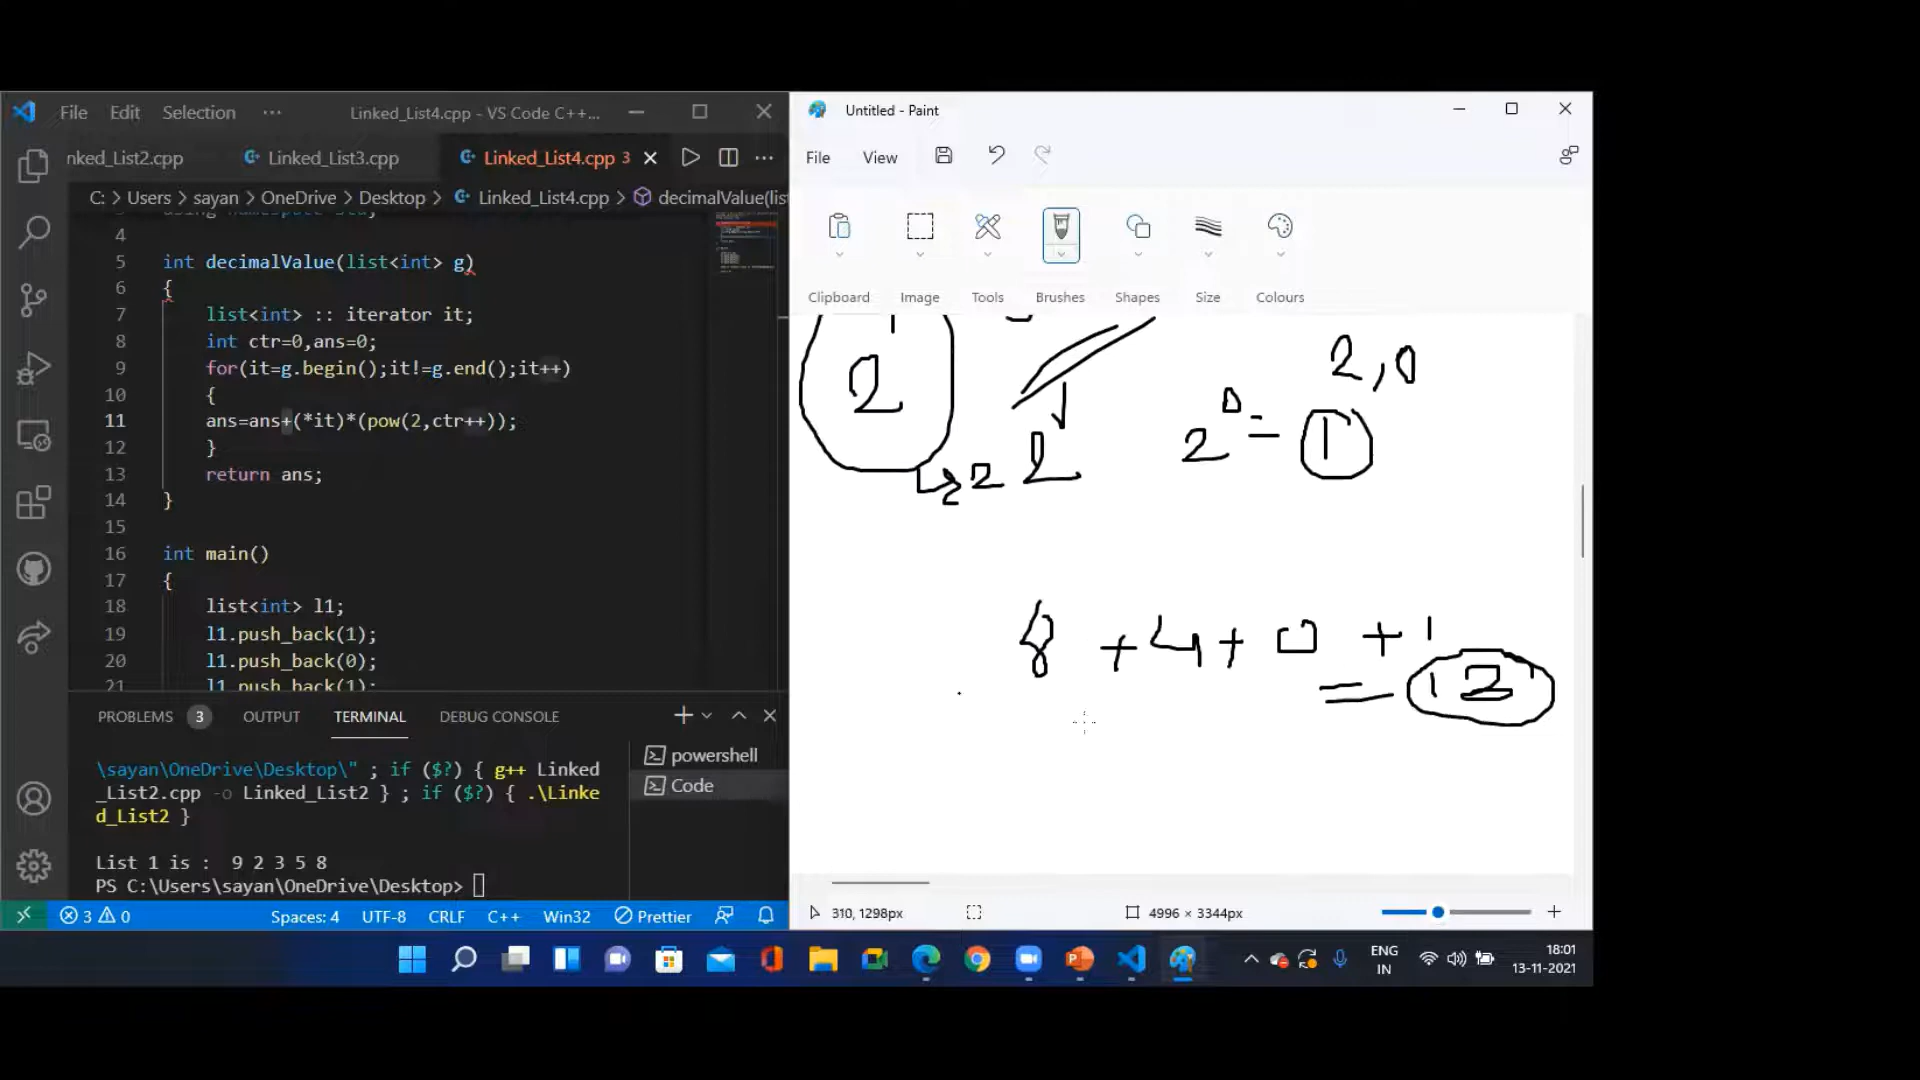 File Edit Selection ··· Linked_List4.cpp - VS Code C++...
nked_List2.cpp Linked_List3.cpp Linked_List4.cpp 3
C: > Users > sayan > OneDrive > Desktop > Linked_List4.cpp > decimalValue(lis
4
5 int decimalValue(list<int> g)
6 {
7 list<int> :: iterator it;
8 int ctr=0,ans=0;
9 for(it=g.begin();it!=g.end();it++)
10 {
11 ans=ans+(*it)*(pow(2,ctr++));
12 }
13 return ans;
14 }
15
16 int main()
17 {
18 list<int> l1;
19 l1.push_back(1);
20 l1.push_back(0);
21 l1.push_back(1);
PROBLEMS 3 OUTPUT TERMINAL DEBUG CONSOLE
\sayan\OneDrive\Desktop\" ; if ($?) { g++ Linked
_List2.cpp -o Linked_List2 } ; if ($?) { .\Linke
d_List2 }
List 1 is : 9 2 3 5 8
PS C:\Users\sayan\OneDrive\Desktop>
powershell
Code
3 0 Spaces: 4 UTF-8 CRLF C++ Win32 Prettier
Untitled - Paint
File View
Clipboard Image Tools Brushes Shapes Size Colours
2,0
2
2^0 = 1
2 2
8 + 4 + 0 + 1
= 13
310, 1298px 4996 × 3344px
ENG
IN
18:01
13-11-2021